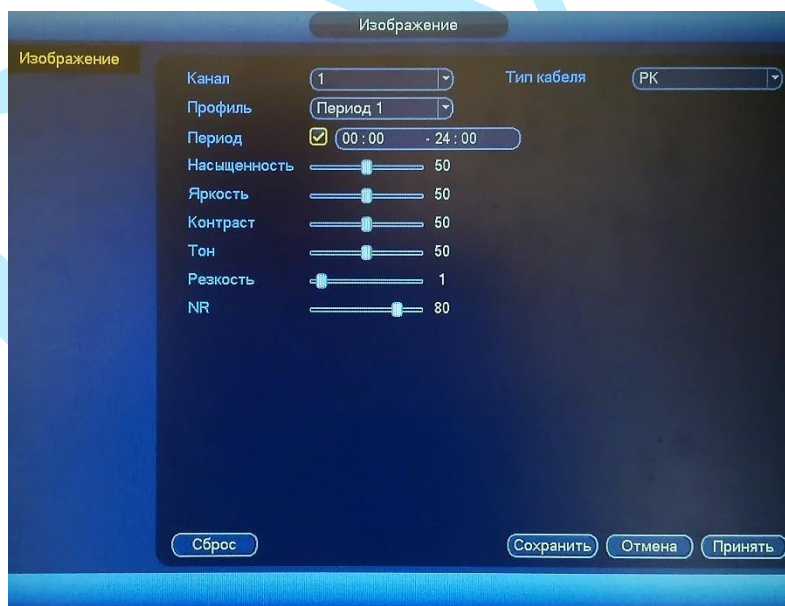 Изображение
Изображение
Канал 1 Тип кабеля РК
Профиль Период 1
Период 00 : 00 - 24 : 00
Насыщенность 50
Яркость 50
Контраст 50
Тон 50
Резкость 1
NR 80
Сброс Сохранить Отмена Принять